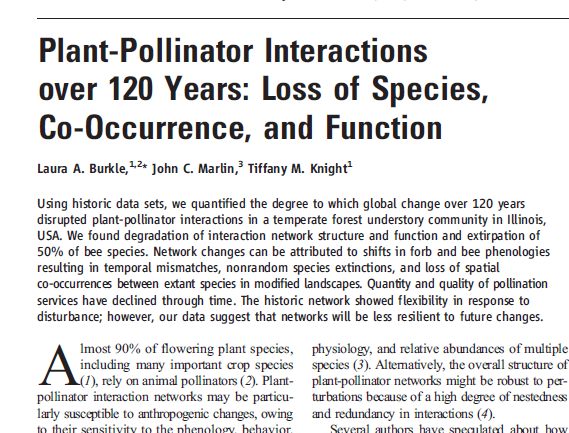 Plant-Pollinator Interactions
over 120 Years: Loss of Species,
Co-Occurrence, and Function
Laura A. Burkle,1,2* John C. Marlin,3 Tiffany M. Knight1
Using historic data sets, we quantified the degree to which global change over 120 years
disrupted plant-pollinator interactions in a temperate forest understory community in Illinois,
USA. We found degradation of interaction network structure and function and extirpation of
50% of bee species. Network changes can be attributed to shifts in forb and bee phenologies
resulting in temporal mismatches, nonrandom species extinctions, and loss of spatial
co-occurrences between extant species in modified landscapes. Quantity and quality of pollination
services have declined through time. The historic network showed flexibility in response to
disturbance; however, our data suggest that networks will be less resilient to future changes.
Almost 90% of flowering plant species,
including many important crop species
(1), rely on animal pollinators (2). Plant-
pollinator interaction networks may be particu-
larly susceptible to anthropogenic changes, owing
to their sensitivity to the phenology, behavior,
physiology, and relative abundances of multiple
species (3). Alternatively, the overall structure of
plant-pollinator networks might be robust to per-
turbations because of a high degree of nestedness
and redundancy in interactions (4).
Several authors have speculated about how